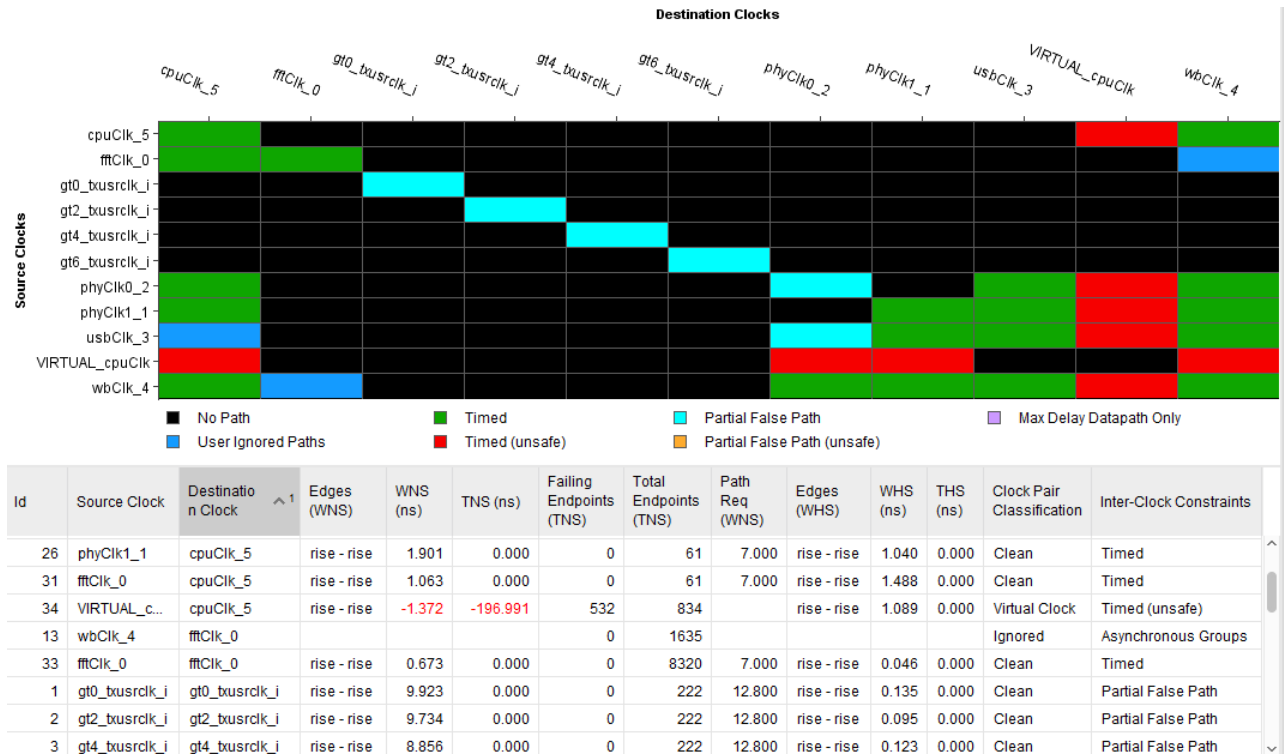 Destination Clocks
cpuClk_5 fftClk_0 gt0_txusrclk_i gt2_txusrclk_i gt4_txusrclk_i gt6_txusrclk_i phyClk0_2 phyClk1_1 usbClk_3 VIRTUAL_cpuClk wbClk_4
Source Clocks
cpuClk_5
fftClk_0
gt0_txusrclk_i
gt2_txusrclk_i
gt4_txusrclk_i
gt6_txusrclk_i
phyClk0_2
phyClk1_1
usbClk_3
VIRTUAL_cpuClk
wbClk_4
No Path Timed Partial False Path Max Delay Datapath Only
User Ignored Paths Timed (unsafe) Partial False Path (unsafe)
Id Source Clock Destinatio n Clock 1 Edges (WNS) WNS (ns) TNS (ns) Failing Endpoints (TNS) Total Endpoints (TNS) Path Req (WNS) Edges (WHS) WHS (ns) THS (ns) Clock Pair Classification Inter-Clock Constraints
26 phyClk1_1 cpuClk_5 rise - rise 1.901 0.000 0 61 7.000 rise - rise 1.040 0.000 Clean Timed
31 fftClk_0 cpuClk_5 rise - rise 1.063 0.000 0 61 7.000 rise - rise 1.488 0.000 Clean Timed
34 VIRTUAL_c... cpuClk_5 rise - rise -1.372 -196.991 532 834 rise - rise 1.089 0.000 Virtual Clock Timed (unsafe)
13 wbClk_4 fftClk_0 0 1635 Ignored Asynchronous Groups
33 fftClk_0 fftClk_0 rise - rise 0.673 0.000 0 8320 7.000 rise - rise 0.046 0.000 Clean Timed
1 gt0_txusrclk_i gt0_txusrclk_i rise - rise 9.923 0.000 0 222 12.800 rise - rise 0.135 0.000 Clean Partial False Path
2 gt2_txusrclk_i gt2_txusrclk_i rise - rise 9.734 0.000 0 222 12.800 rise - rise 0.095 0.000 Clean Partial False Path
3 gt4_txusrclk_i gt4_txusrclk_i rise - rise 8.856 0.000 0 222 12.800 rise - rise 0.123 0.000 Clean Partial False Path